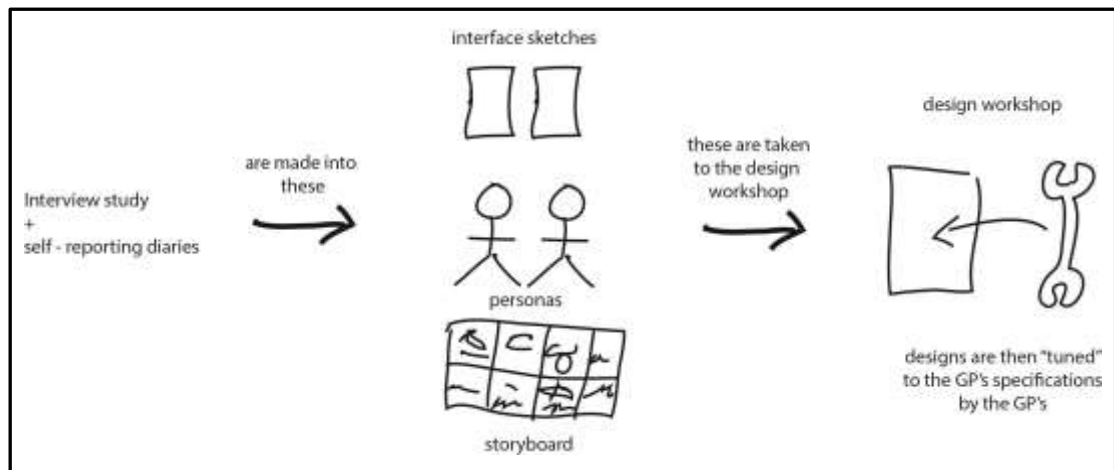 interface sketches
design workshop
are made into
these
these are taken
to the design
workshop
Interview study
+
self - reporting diaries
personas
storyboard
designs are then “tuned”
to the GP's specifications
by the GP's